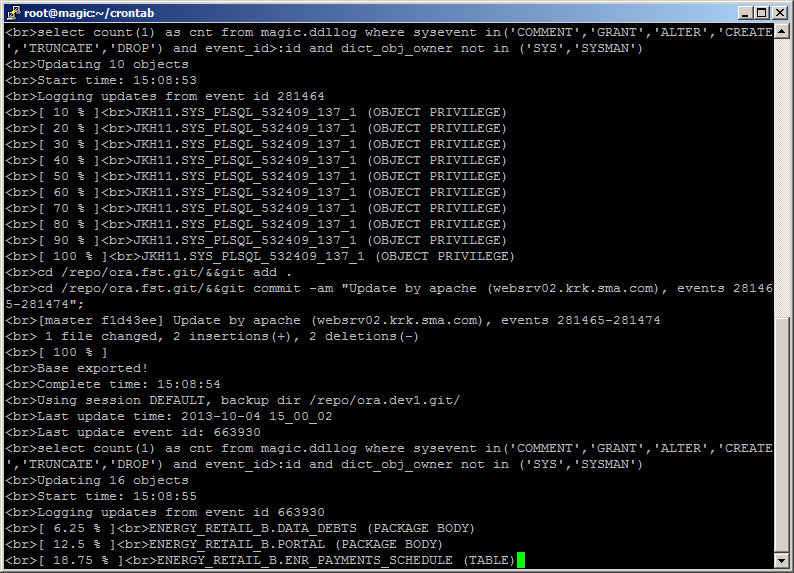 root@magic:~/crontab
<br>select count(1) as cnt from magic.ddllog where sysevent in('COMMENT','GRANT','ALTER','CREATE
','TRUNCATE','DROP') and event_id>:id and dict_obj_owner not in ('SYS','SYSMAN')
<br>Updating 10 objects
<br>Start time: 15:08:53
<br>Logging updates from event id 281464
<br>[ 10 % ]<br>JKH11.SYS_PLSQL_532409_137_1 (OBJECT PRIVILEGE)
<br>[ 20 % ]<br>JKH11.SYS_PLSQL_532409_137_1 (OBJECT PRIVILEGE)
<br>[ 30 % ]<br>JKH11.SYS_PLSQL_532409_137_1 (OBJECT PRIVILEGE)
<br>[ 40 % ]<br>JKH11.SYS_PLSQL_532409_137_1 (OBJECT PRIVILEGE)
<br>[ 50 % ]<br>JKH11.SYS_PLSQL_532409_137_1 (OBJECT PRIVILEGE)
<br>[ 60 % ]<br>JKH11.SYS_PLSQL_532409_137_1 (OBJECT PRIVILEGE)
<br>[ 70 % ]<br>JKH11.SYS_PLSQL_532409_137_1 (OBJECT PRIVILEGE)
<br>[ 80 % ]<br>JKH11.SYS_PLSQL_532409_137_1 (OBJECT PRIVILEGE)
<br>[ 90 % ]<br>JKH11.SYS_PLSQL_532409_137_1 (OBJECT PRIVILEGE)
<br>[ 100 % ]<br>JKH11.SYS_PLSQL_532409_137_1 (OBJECT PRIVILEGE)
<br>cd /repo/ora.fst.git/&&git add .
<br>cd /repo/ora.fst.git/&&git commit -am "Update by apache (websrv02.krk.sma.com), events 28146
5-281474";
<br>[master f1d43ee] Update by apache (websrv02.krk.sma.com), events 281465-281474
<br> 1 file changed, 2 insertions(+), 2 deletions(-)
<br>[ 100 % ]
<br>Base exported!
<br>Complete time: 15:08:54
<br>Using session DEFAULT, backup dir /repo/ora.dev1.git/
<br>Last update time: 2013-10-04 15_00_02
<br>Last update event id: 663930
<br>select count(1) as cnt from magic.ddllog where sysevent in('COMMENT','GRANT','ALTER','CREATE
','TRUNCATE','DROP') and event_id>:id and dict_obj_owner not in ('SYS','SYSMAN')
<br>Updating 16 objects
<br>Start time: 15:08:55
<br>Logging updates from event id 663930
<br>[ 6.25 % ]<br>ENERGY_RETAIL_B.DATA_DEBTS (PACKAGE BODY)
<br>[ 12.5 % ]<br>ENERGY_RETAIL_B.PORTAL (PACKAGE BODY)
<br>[ 18.75 % ]<br>ENERGY_RETAIL_B.ENR_PAYMENTS_SCHEDULE (TABLE)